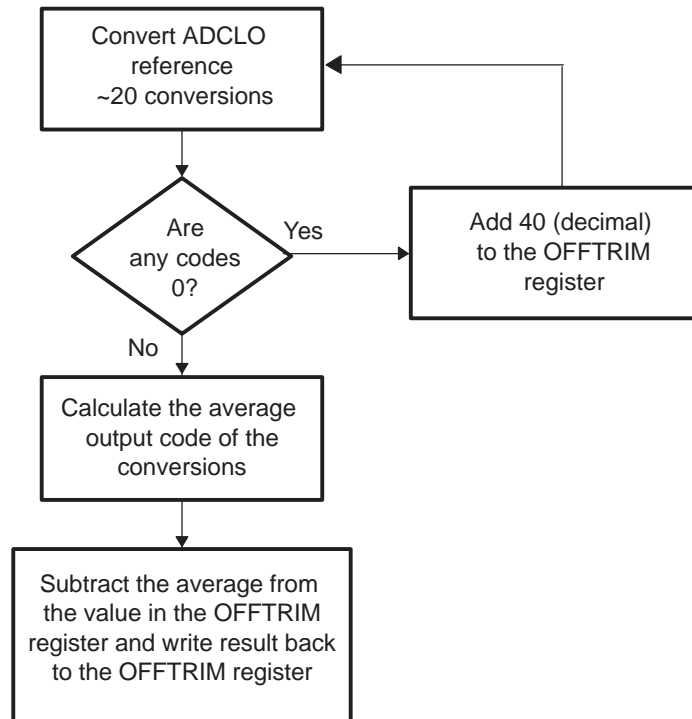 Convert ADCLO
reference
~20 conversions
Are
any codes
0?
Yes
Add 40 (decimal)
to the OFFTRIM
register
No
Calculate the average
output code of the
conversions
Subtract the average from
the value in the OFFTRIM
register and write result back
to the OFFTRIM register